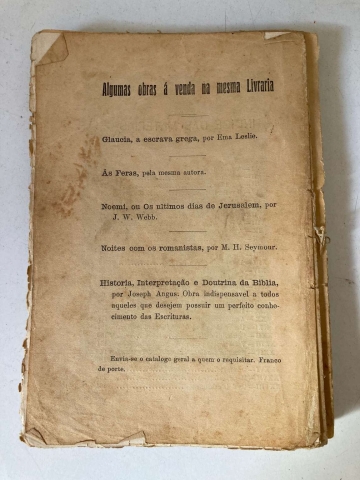 Algumas obras á venda na mesma Livraria
Glaucia, a escrava grega, por Ema Leslie.
Ás Feras, pela mesma autora.
Noemi, ou Os ultimos dias de Jerusalem, por
J. W. Webb.
Noites com os romanistas, por M. H. Seymour.
Historia, Interpretação e Doutrina da Biblia,
por Joseph Angus: Obra indispensavel a todos
aqueles que desejem possuir um perfeito conhe-
cimento das Escrituras.
Envia-se o catalogo geral a quem o requisitar. Franco
de porte.